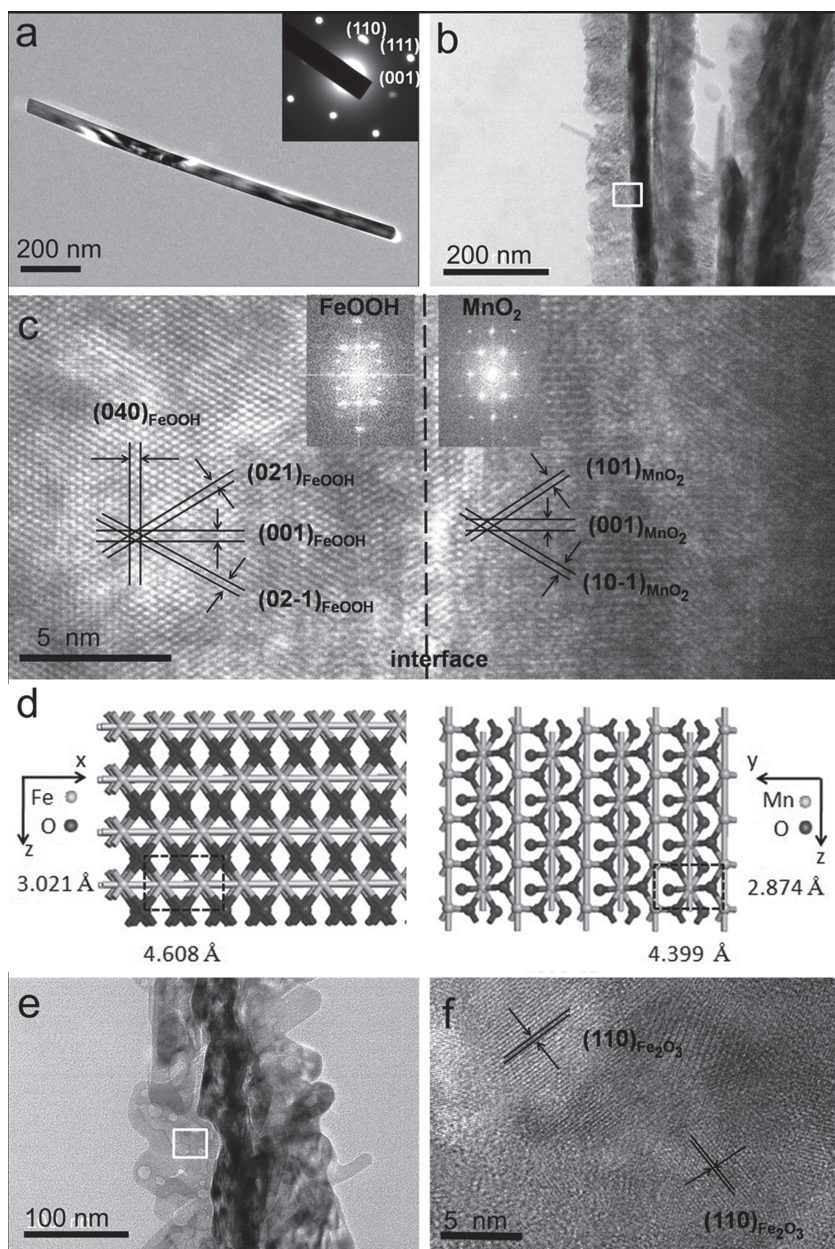 a
(110)
(111)
(001)
200 nm
b
200 nm
c
FeOOH
MnO₂
(040)FeOOH
(021)FeOOH
(001)FeOOH
(02-1)FeOOH
(101)MnO₂
(001)MnO₂
(10-1)MnO₂
5 nm
interface
d
x
Fe
O
z
3.021 Å
4.608 Å
y
Mn
O
z
2.874 Å
4.399 Å
e
100 nm
f
(110)Fe₂O₃
(110)Fe₂O₃
5 nm